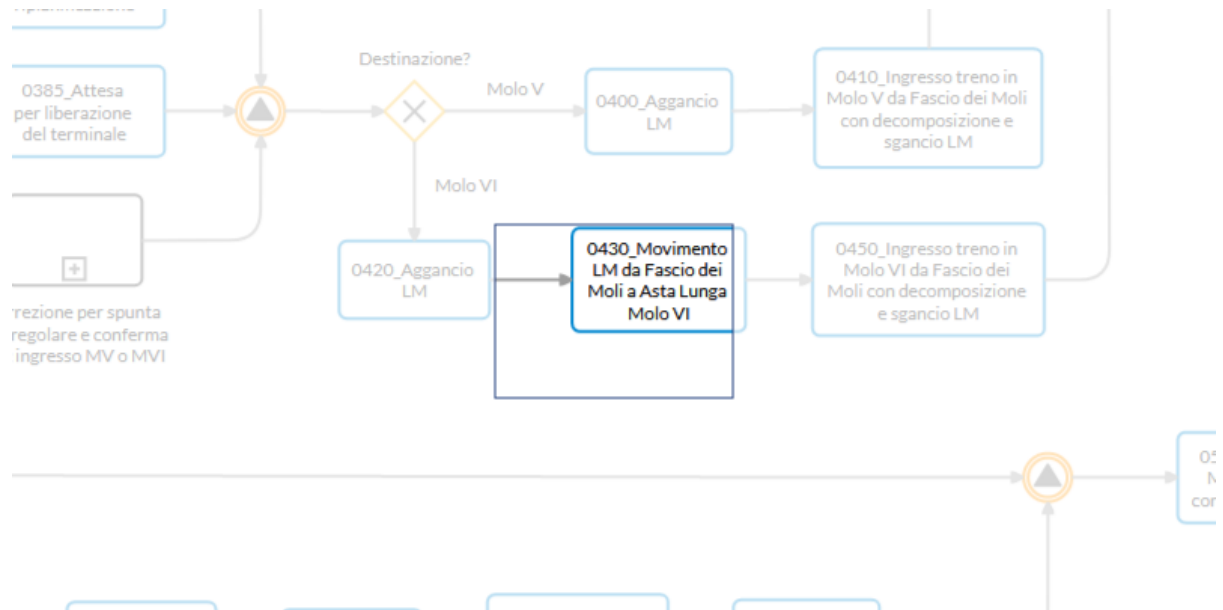 0385_Attesa
per liberazione
del terminale
Destinazione?
Molo V
0400_Aggancio
LM
0410_Ingresso treno in
Molo V da Fascio dei Moli
con decomposizione e
sgancio LM
Molo VI
0420_Aggancio
LM
0430_Movimento
LM da Fascio dei
Moli a Asta Lunga
Molo VI
0450_Ingresso treno in
Molo VI da Fascio dei
Moli con decomposizione
e sgancio LM
rrezione per spunta
regolare e conferma
ingresso MV o MVI